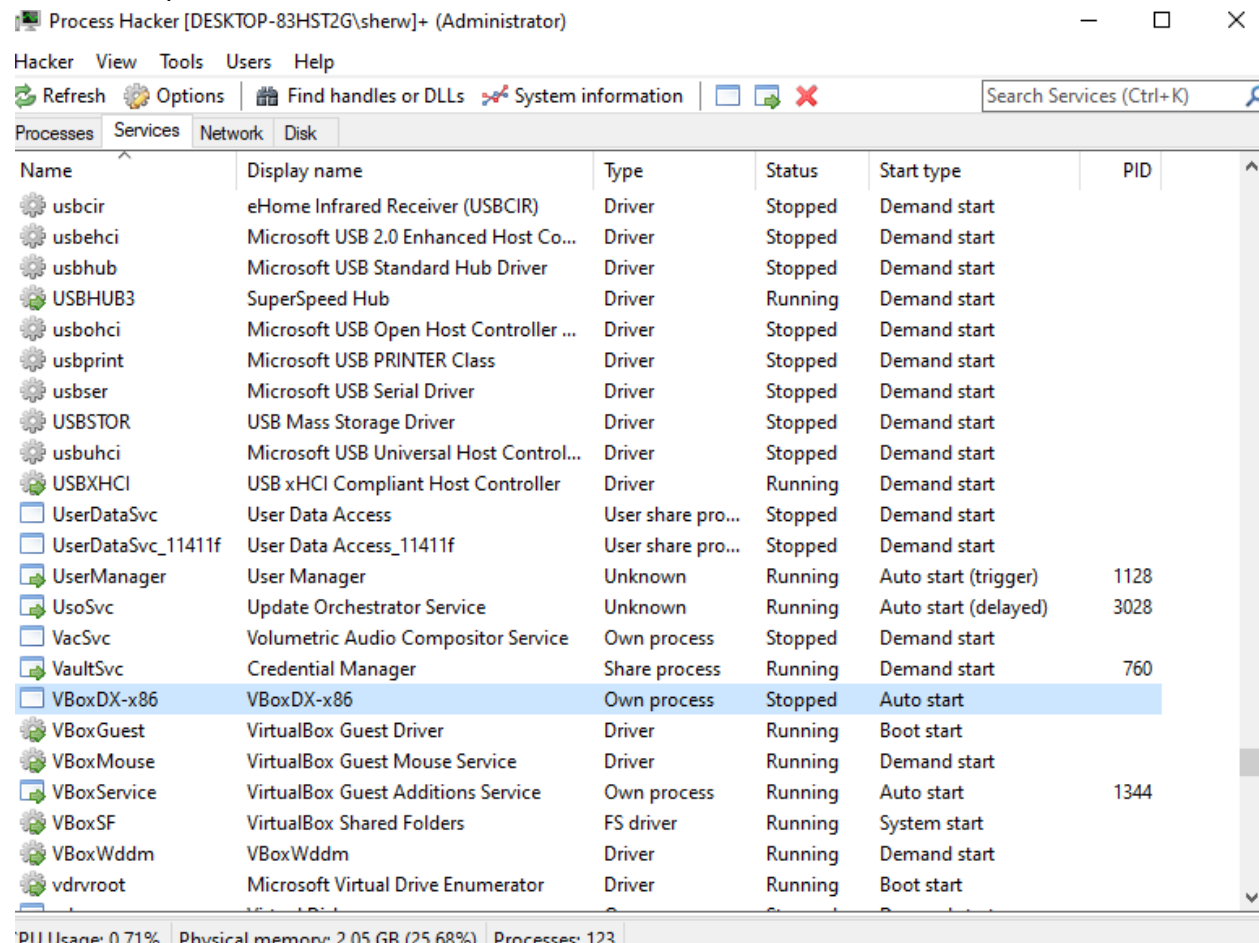 Process Hacker [DESKTOP-83HST2G\sherw]+ (Administrator)
Hacker View Tools Users Help
Refresh Options Find handles or DLLs System information Search Services (Ctrl+K)
Processes Services Network Disk
Name Display name Type Status Start type PID
usbcir eHome Infrared Receiver (USBCIR) Driver Stopped Demand start
usbehci Microsoft USB 2.0 Enhanced Host Co... Driver Stopped Demand start
usbhub Microsoft USB Standard Hub Driver Driver Stopped Demand start
USBHUB3 SuperSpeed Hub Driver Running Demand start
usbohci Microsoft USB Open Host Controller ... Driver Stopped Demand start
usbprint Microsoft USB PRINTER Class Driver Stopped Demand start
usbser Microsoft USB Serial Driver Driver Stopped Demand start
USBSTOR USB Mass Storage Driver Driver Stopped Demand start
usbuhci Microsoft USB Universal Host Control... Driver Stopped Demand start
USBXHCI USB xHCI Compliant Host Controller Driver Running Demand start
UserDataSvc User Data Access User share pro... Stopped Demand start
UserDataSvc_11411f User Data Access_11411f User share pro... Stopped Demand start
UserManager User Manager Unknown Running Auto start (trigger) 1128
UsoSvc Update Orchestrator Service Unknown Running Auto start (delayed) 3028
VacSvc Volumetric Audio Compositor Service Own process Stopped Demand start
VaultSvc Credential Manager Share process Running Demand start 760
VBoxDX-x86 VBoxDX-x86 Own process Stopped Auto start
VBoxGuest VirtualBox Guest Driver Driver Running Boot start
VBoxMouse VirtualBox Guest Mouse Service Driver Running Demand start
VBoxService VirtualBox Guest Additions Service Own process Running Auto start 1344
VBoxSF VirtualBox Shared Folders FS driver Running System start
VBoxWddm VBoxWddm Driver Running Demand start
vdrvroot Microsoft Virtual Drive Enumerator Driver Running Boot start
CPU Usage: 0.71% Physical memory: 2.05 GB (25.68%) Processes: 123